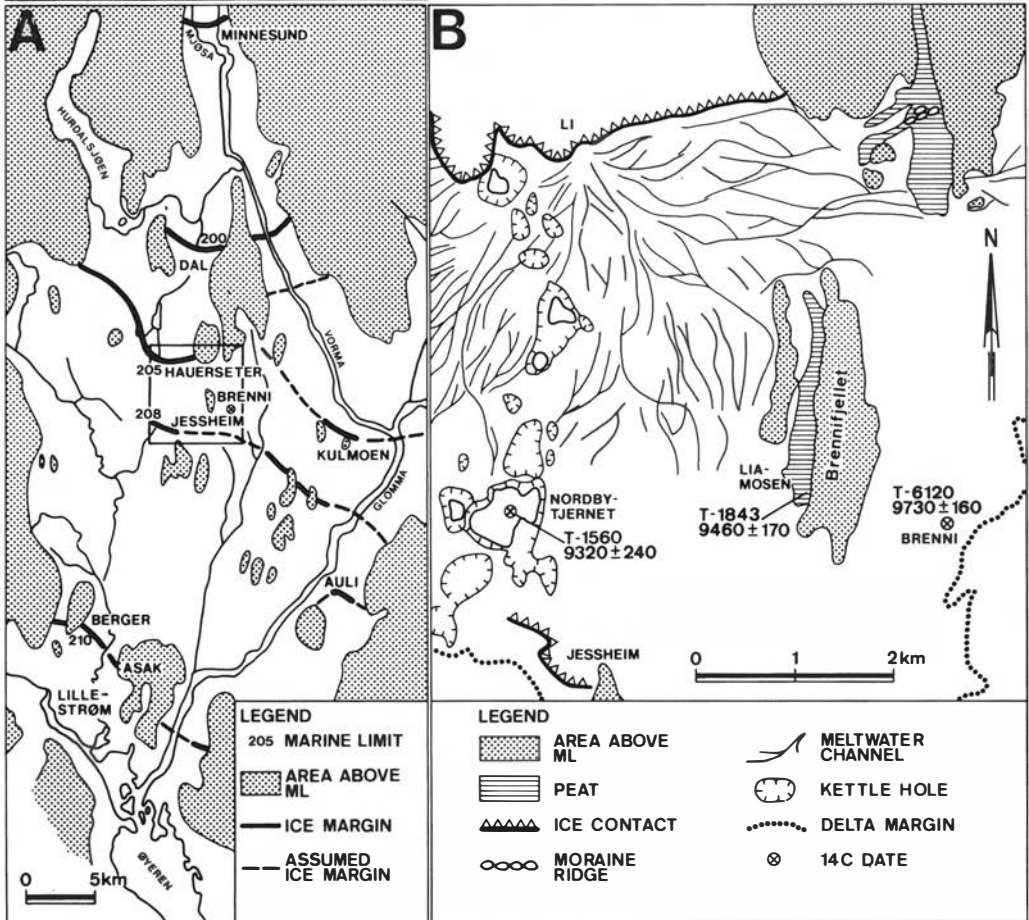 A
MINNESUND
MJØSA
HURDALSJØEN
200
DAL
VORMA
205 HAUERSETER
BRENNI
208
JESSHEIM
KULMOEN
GLOMMA
AULI
BERGER
210
ASAK
LILLE-
STRØM
ØYEREN
0 5km
LEGEND
205 MARINE LIMIT
AREA ABOVE
ML
ICE MARGIN
ASSUMED
ICE MARGIN
B
LI
N
Brennifjellet
LIA-
MOSEN
T-1843
9460±170
T-6120
9730±160
BRENNI
NORDBY-
TJERNET
T-1560
9320±240
JESSHEIM
0 1 2km
LEGEND
AREA ABOVE
ML
PEAT
ICE CONTACT
MORAINE
RIDGE
MELTWATER
CHANNEL
KETTLE HOLE
DELTA MARGIN
14C DATE